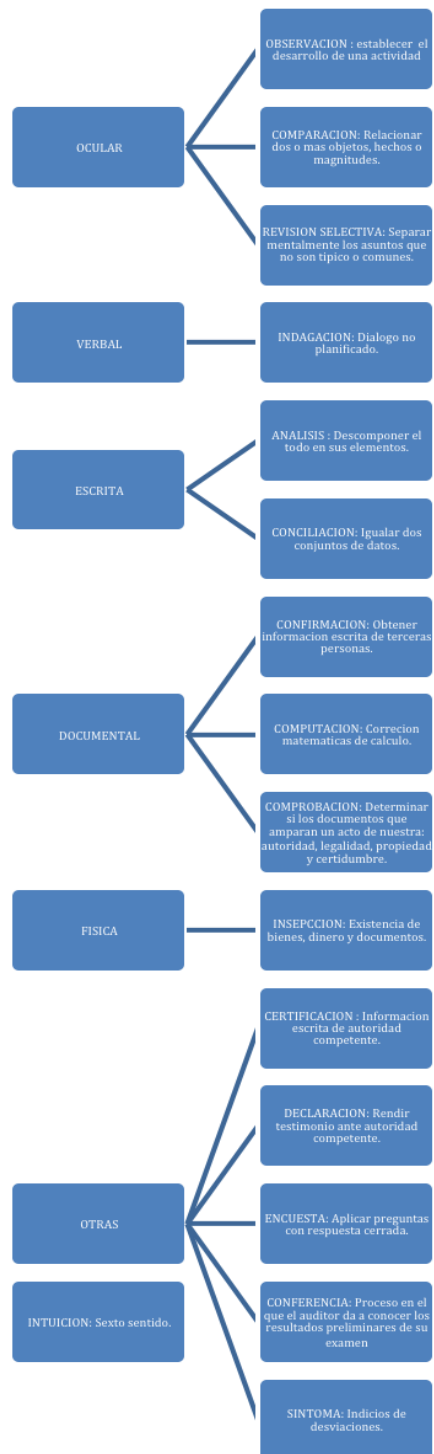 OCULAR
OBSERVACION : establecer el
desarrollo de una actividad
COMPARACION: Relacionar
dos o mas objetos, hechos o
magnitudes.
REVISION SELECTIVA: Separar
mentalmente los asuntos que
no son tipico o comunes.
VERBAL
INDAGACION: Dialogo no
planificado.
ESCRITA
ANALISIS : Descomponer el
todo en sus elementos.
CONCILIACION: Igualar dos
conjuntos de datos.
DOCUMENTAL
CONFIRMACION: Obtener
informacion escrita de terceras
personas.
COMPUTACION: Correcion
matematicas de calculo.
COMPROBACION: Determinar
si los documentos que
amparan un acto de nuestra:
autoridad, legalidad, propiedad
y certidumbre.
FISICA
INSEPCCION: Existencia de
bienes, dinero y documentos.
OTRAS
CERTIFICACION : Informacion
escrita de autoridad
competente.
DECLARACION: Rendir
testimonio ante autoridad
competente.
ENCUESTA: Aplicar preguntas
con respuesta cerrada.
CONFERENCIA: Proceso en el
que el auditor da a conocer los
resultados preliminares de su
examen
SINTOMA: Indicios de
desviaciones.
INTUICION: Sexto sentido.